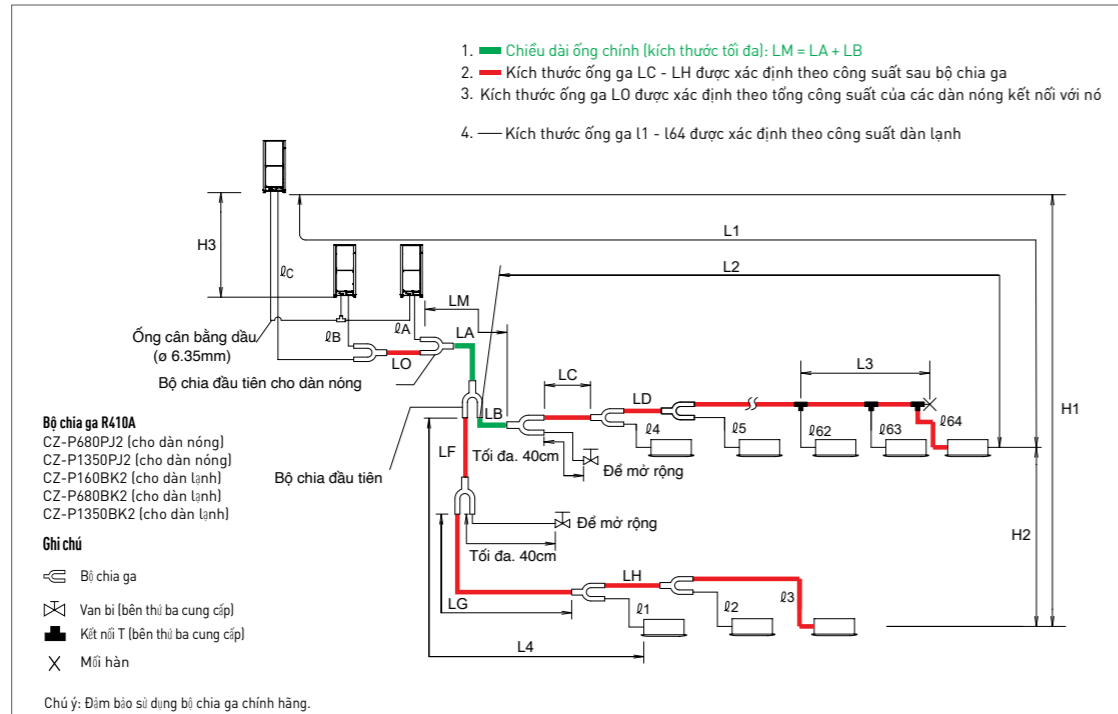 1. Chiều dài ống chính (kích thước tối đa): LM = LA + LB
2. Kích thước ống ga LC - LH được xác định theo công suất sau bộ chia ga
3. Kích thước ống ga LO được xác định theo tổng công suất của các dàn nóng kết nối với nó
4. Kích thước ống ga l1 - l64 được xác định theo công suất dàn lạnh
H3
L1
ℓC
L2
LM
Ống cân bằng dầu
(ø 6.35mm)
ℓB
ℓA
LA
LO
Bộ chia đầu tiên cho dàn nóng
LC
L3
LD
H1
LB
ℓ4
ℓ5
ℓ62
ℓ63
ℓ64
Tối đa. 40cm
Để mở rộng
LF
Bộ chia đầu tiên
Bộ chia ga R410A
CZ-P680PJ2 (cho dàn nóng)
CZ-P1350PJ2 (cho dàn nóng)
CZ-P160BK2 (cho dàn lạnh)
CZ-P680BK2 (cho dàn lạnh)
CZ-P1350BK2 (cho dàn lạnh)
Để mở rộng
Tối đa. 40cm
H2
Ghi chú
Bộ chia ga
Van bi (bên thứ ba cung cấp)
Kết nối T (bên thứ ba cung cấp)
Mối hàn
LG
LH
ℓ1
ℓ2
ℓ3
L4
Chú ý: Đảm bảo sử dụng bộ chia ga chính hãng.